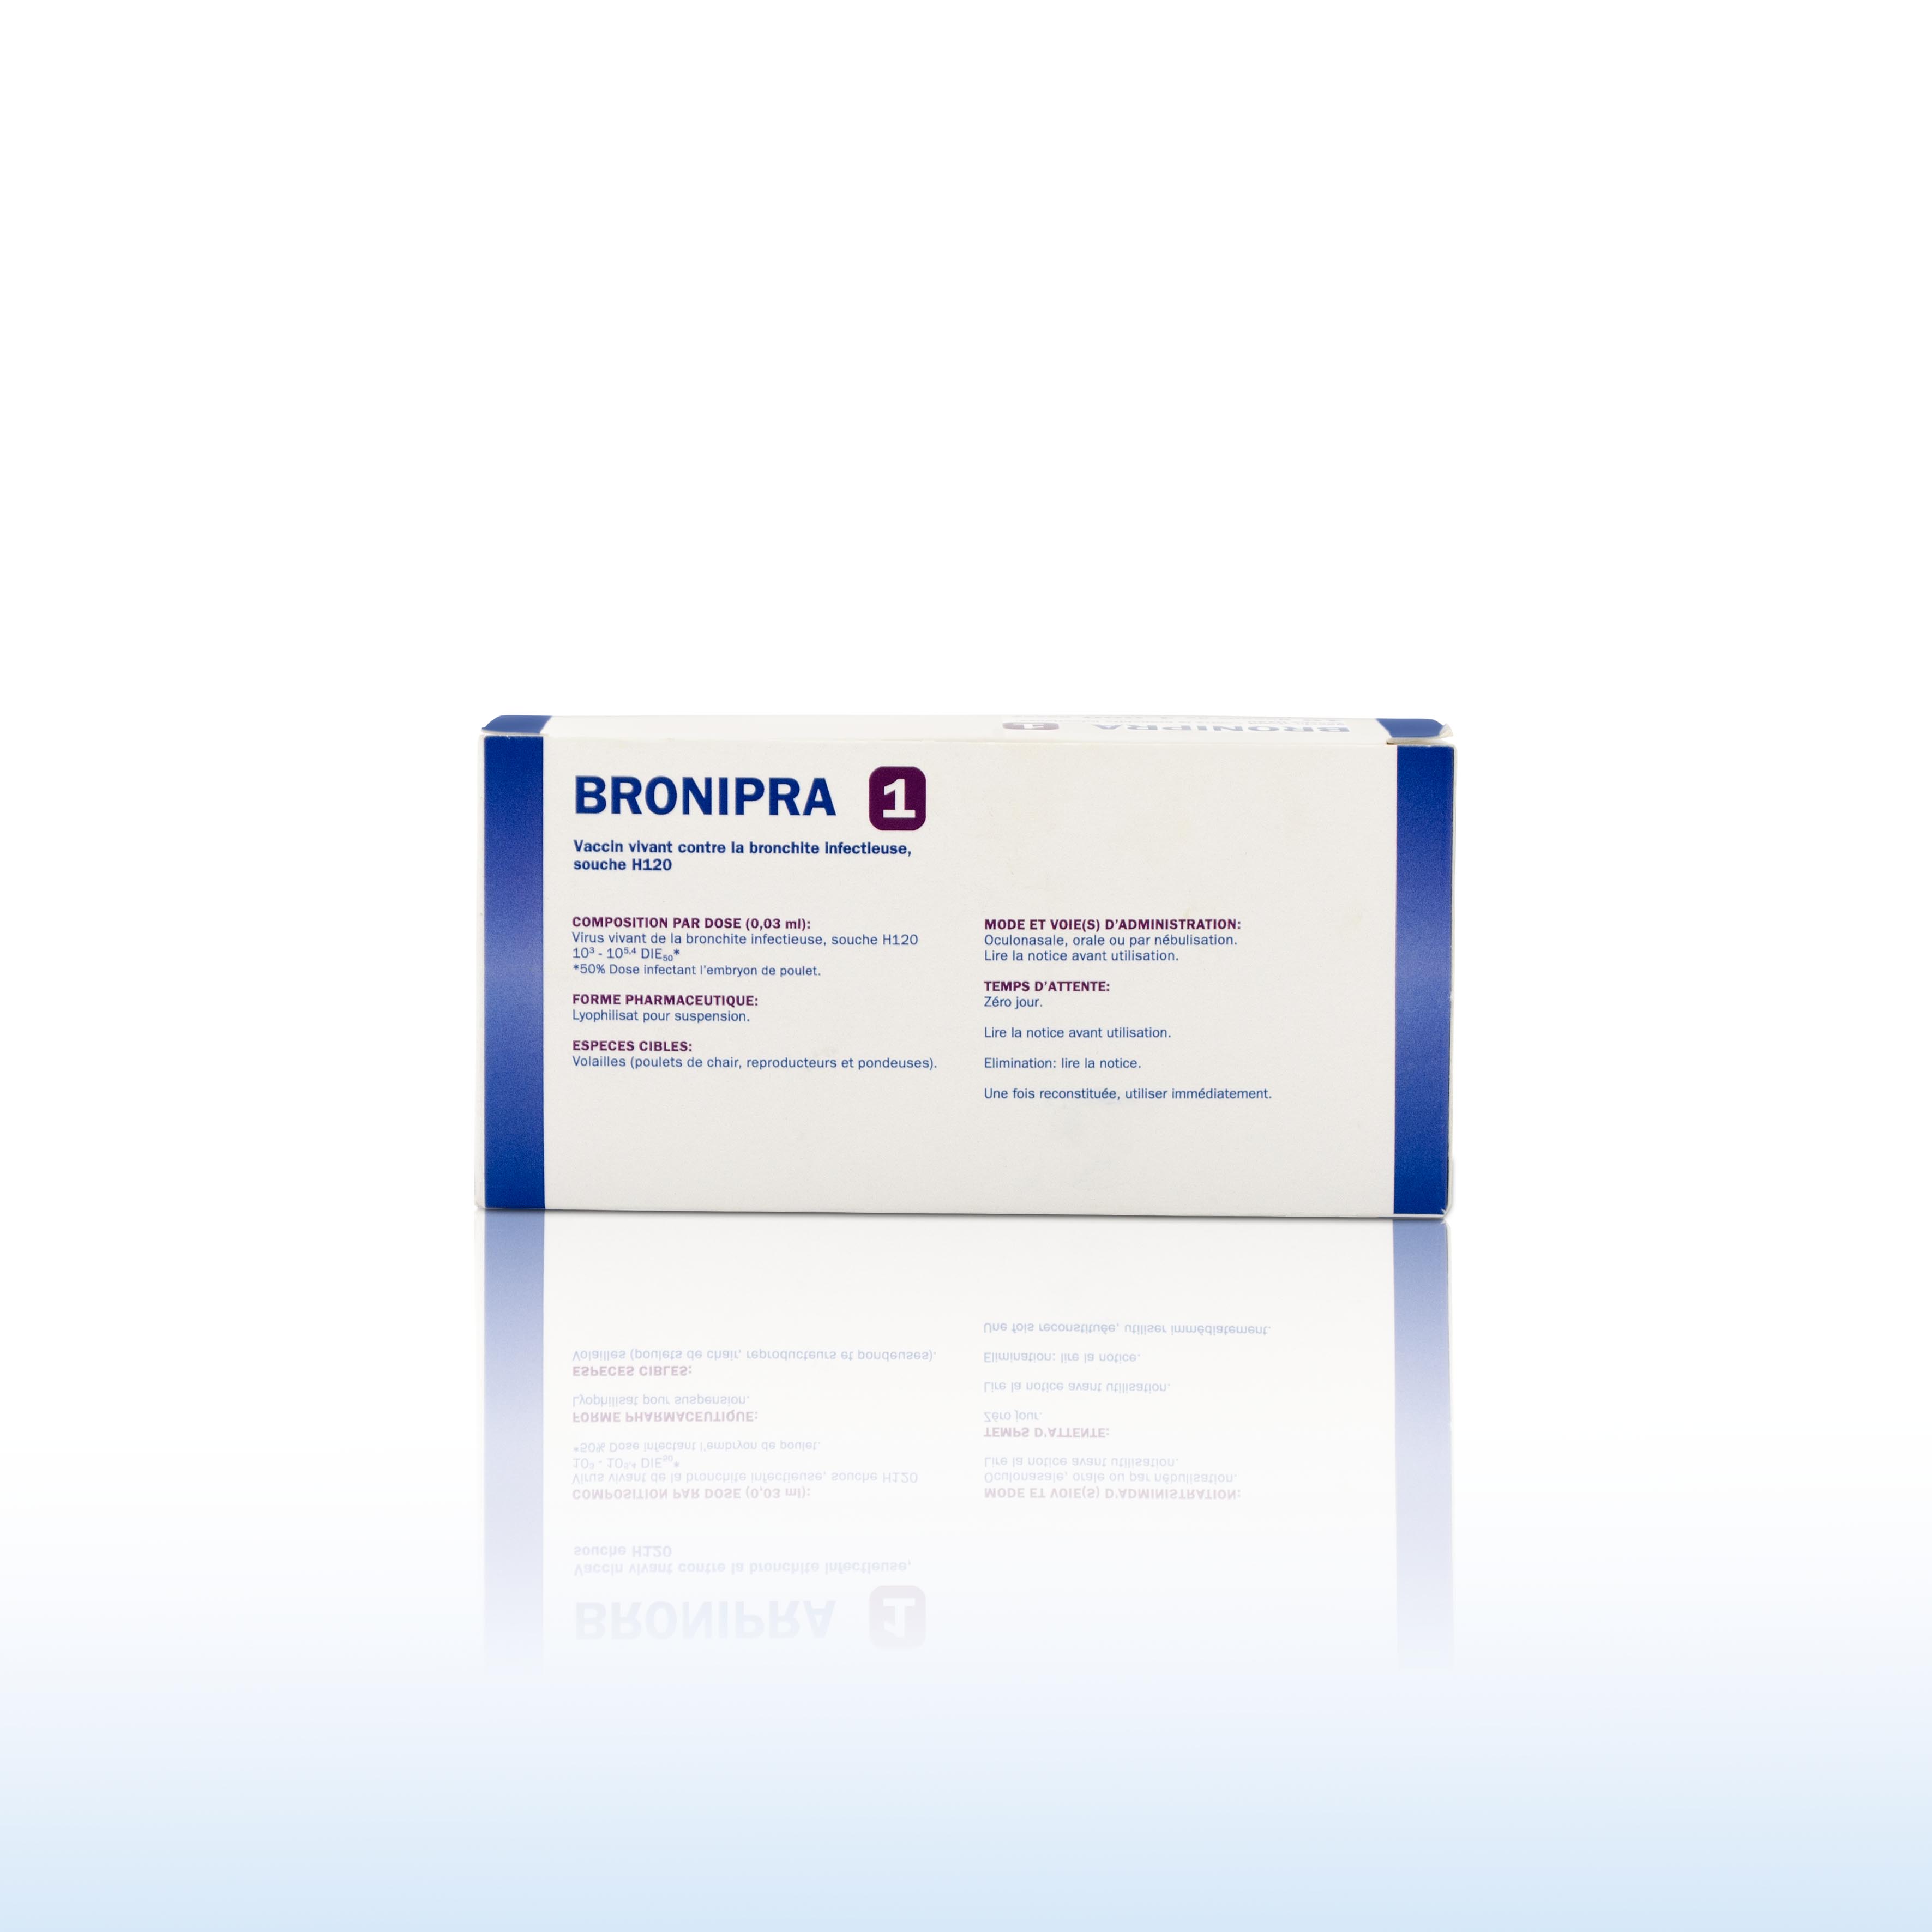 BRONIPRA 1
BRONIPRA 1
Vaccin vivant contre la bronchite infectieuse,
souche H120
COMPOSITION PAR DOSE (0,03 ml):
Virus vivant de la bronchite infectieuse, souche H120
10³ - 10⁵,⁴ DIE₅₀*
*50% Dose infectant l'embryon de poulet.
FORME PHARMACEUTIQUE:
Lyophilisat pour suspension.
ESPECES CIBLES:
Volailles (poulets de chair, reproducteurs et pondeuses).
MODE ET VOIE(S) D'ADMINISTRATION:
Oculonasale, orale ou par nébulisation.
Lire la notice avant utilisation.
TEMPS D'ATTENTE:
Zéro jour.
Lire la notice avant utilisation.
Elimination: lire la notice.
Une fois reconstituée, utiliser immédiatement.